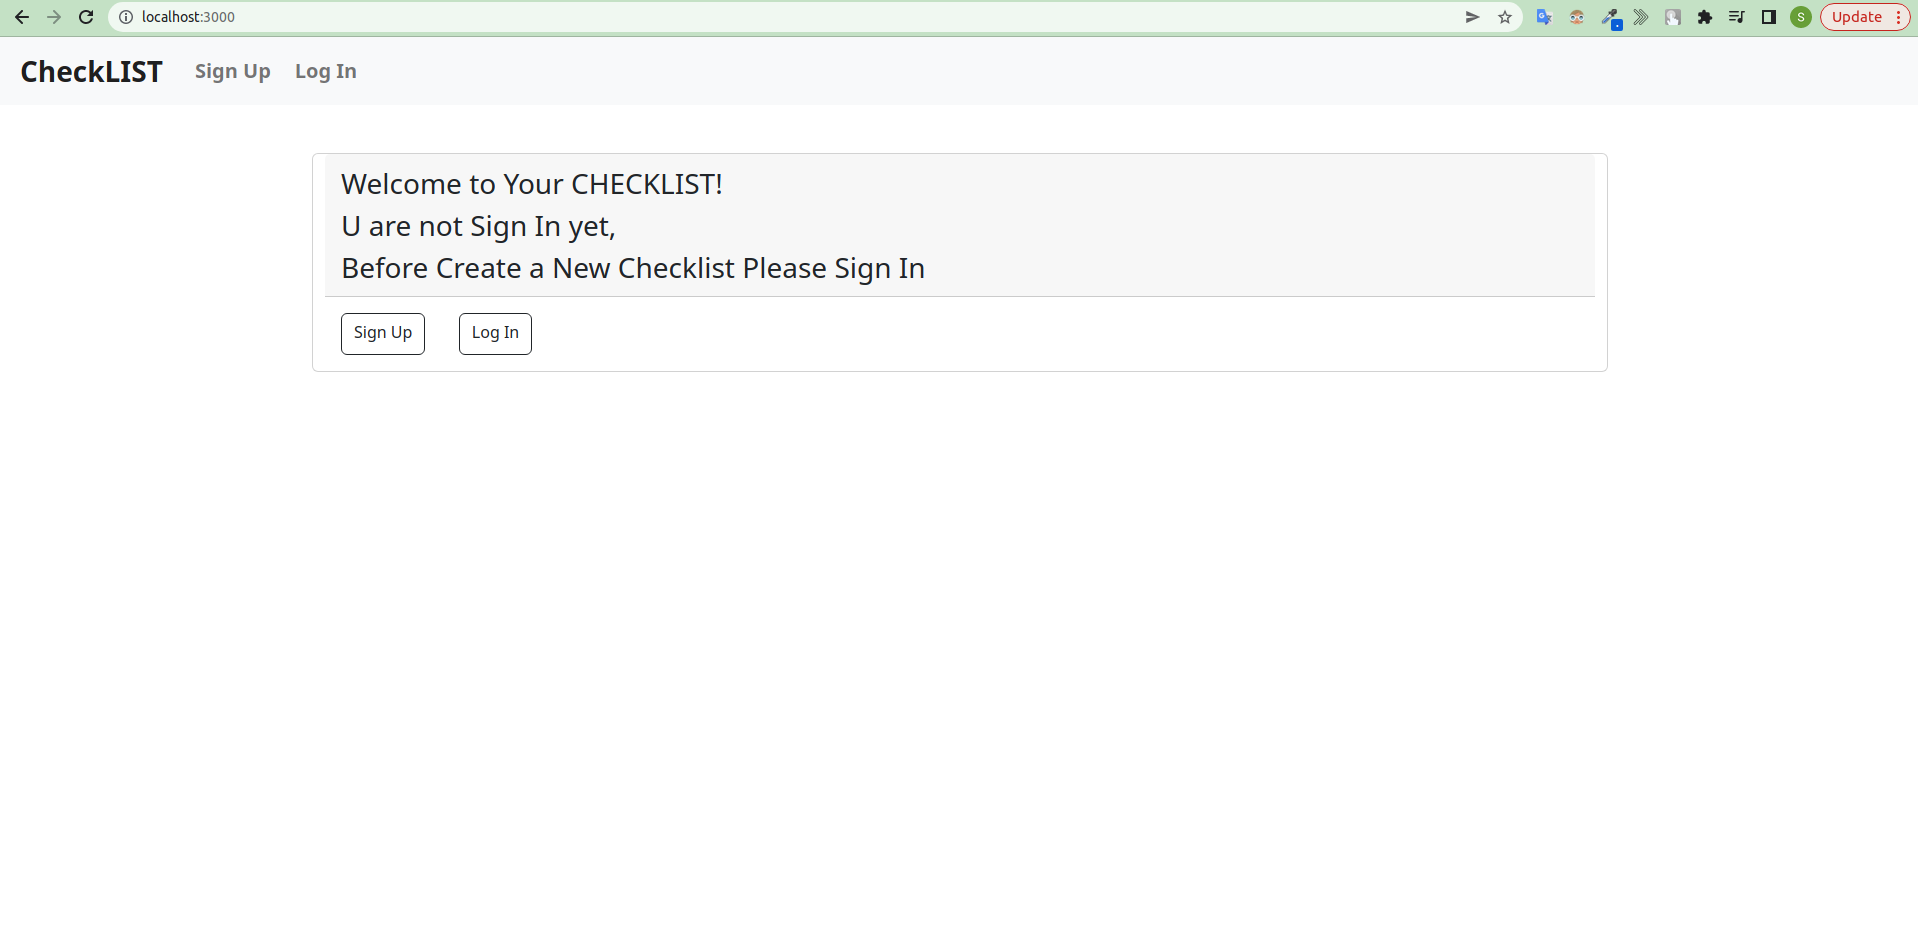 localhost:3000
S
Update
CheckLIST
Sign Up
Log In
Welcome to Your CHECKLIST!
U are not Sign In yet,
Before Create a New Checklist Please Sign In
Sign Up
Log In